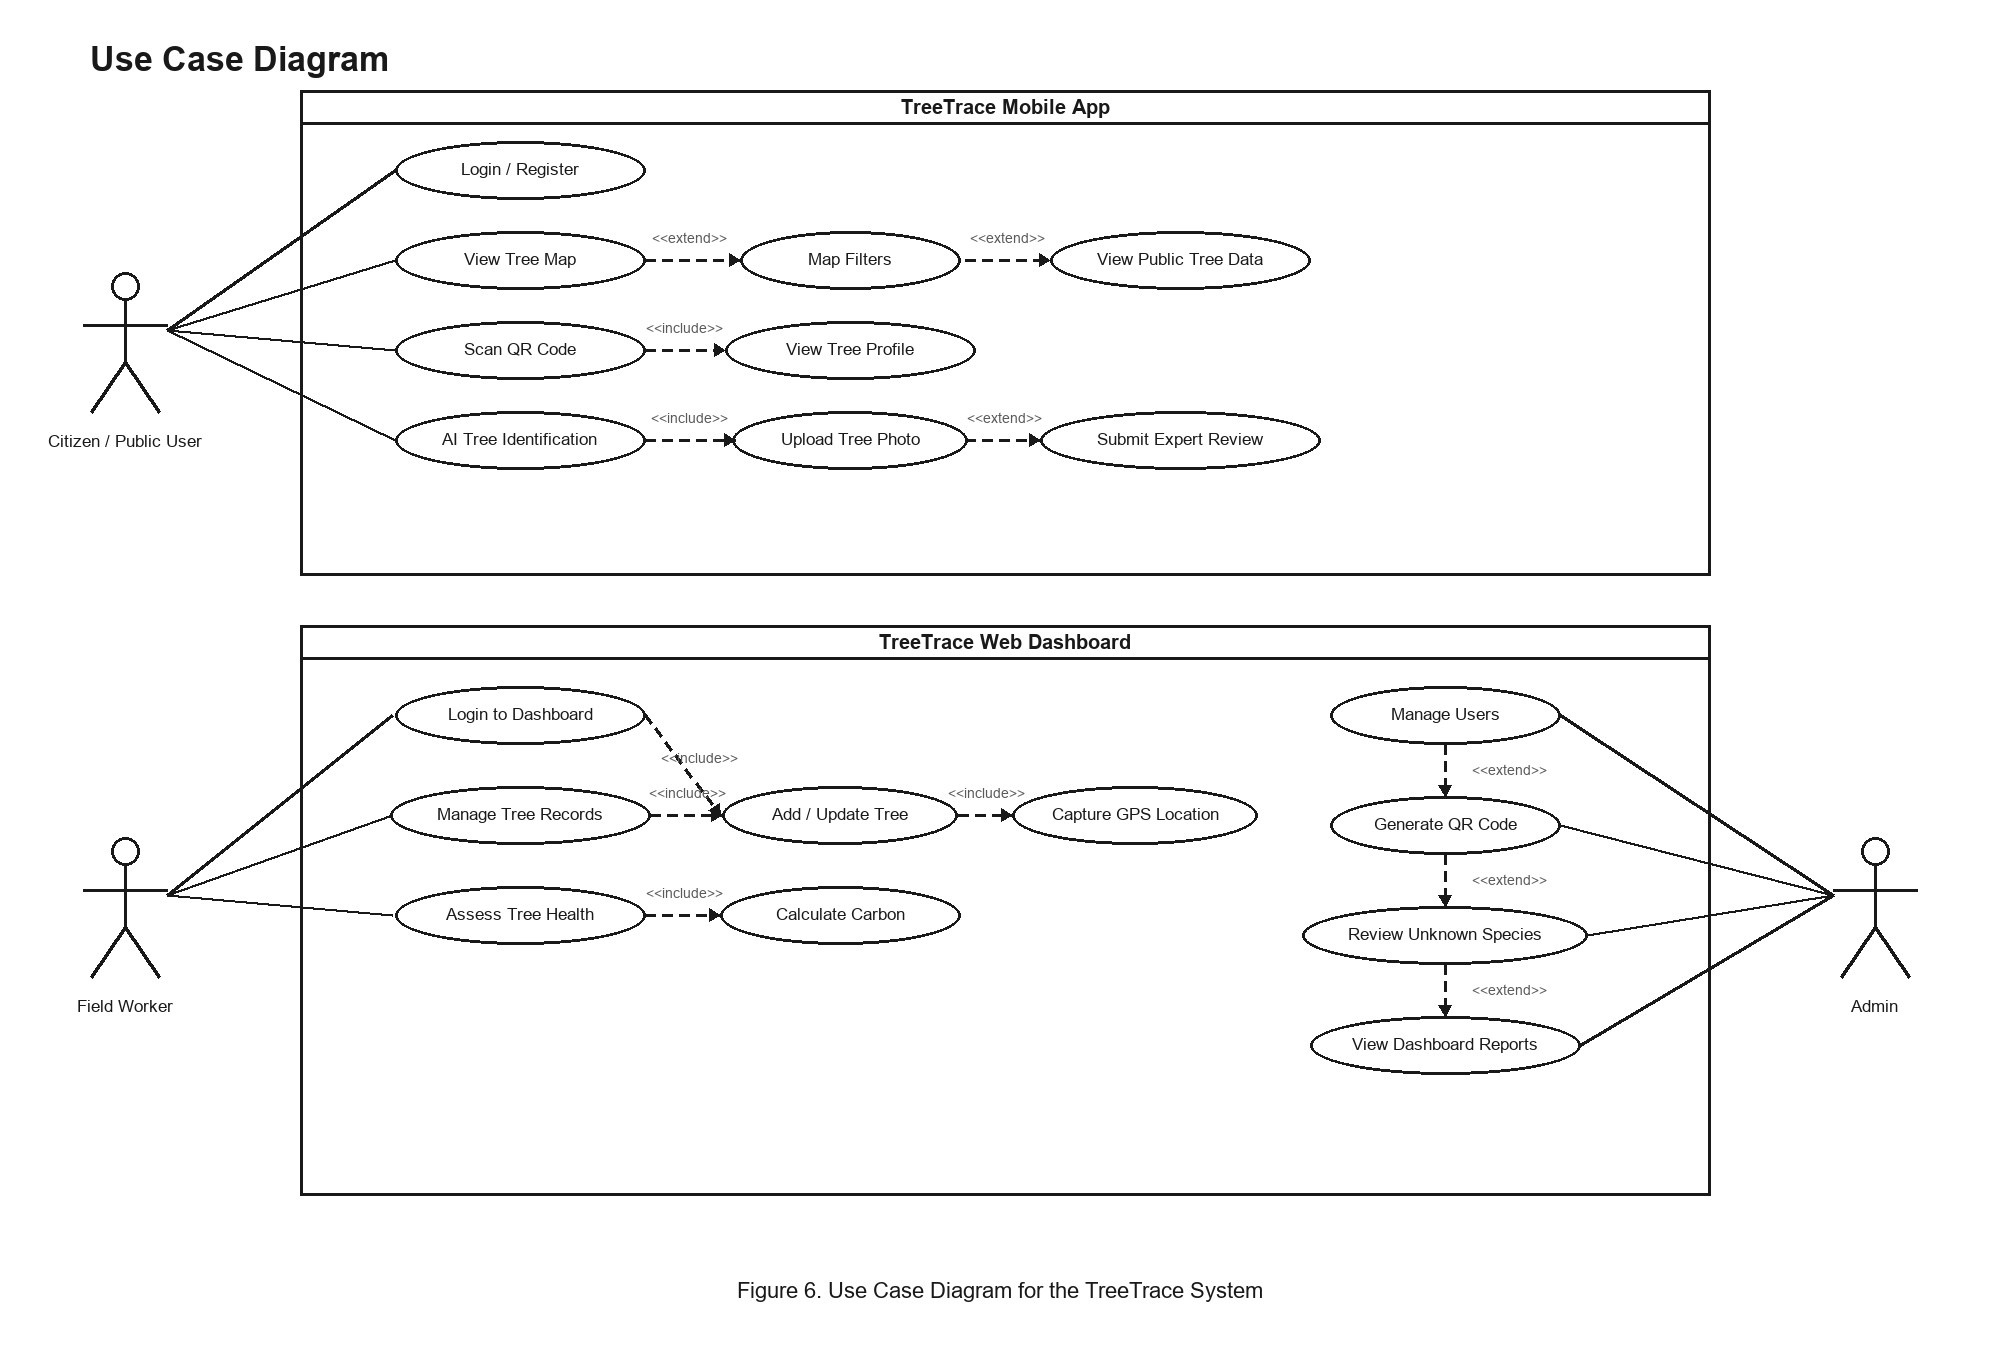 Use Case Diagram
TreeTrace Mobile App
Login / Register
View Tree Map
<<extend>>
Map Filters
<<extend>>
View Public Tree Data
Scan QR Code
<<include>>
View Tree Profile
AI Tree Identification
<<include>>
Upload Tree Photo
<<extend>>
Submit Expert Review
Citizen / Public User
TreeTrace Web Dashboard
Login to Dashboard
<<include>>
Manage Tree Records
<<include>>
Add / Update Tree
<<include>>
Capture GPS Location
Assess Tree Health
<<include>>
Calculate Carbon
Field Worker
Manage Users
<<extend>>
Generate QR Code
<<extend>>
Review Unknown Species
<<extend>>
View Dashboard Reports
Admin
Figure 6. Use Case Diagram for the TreeTrace System